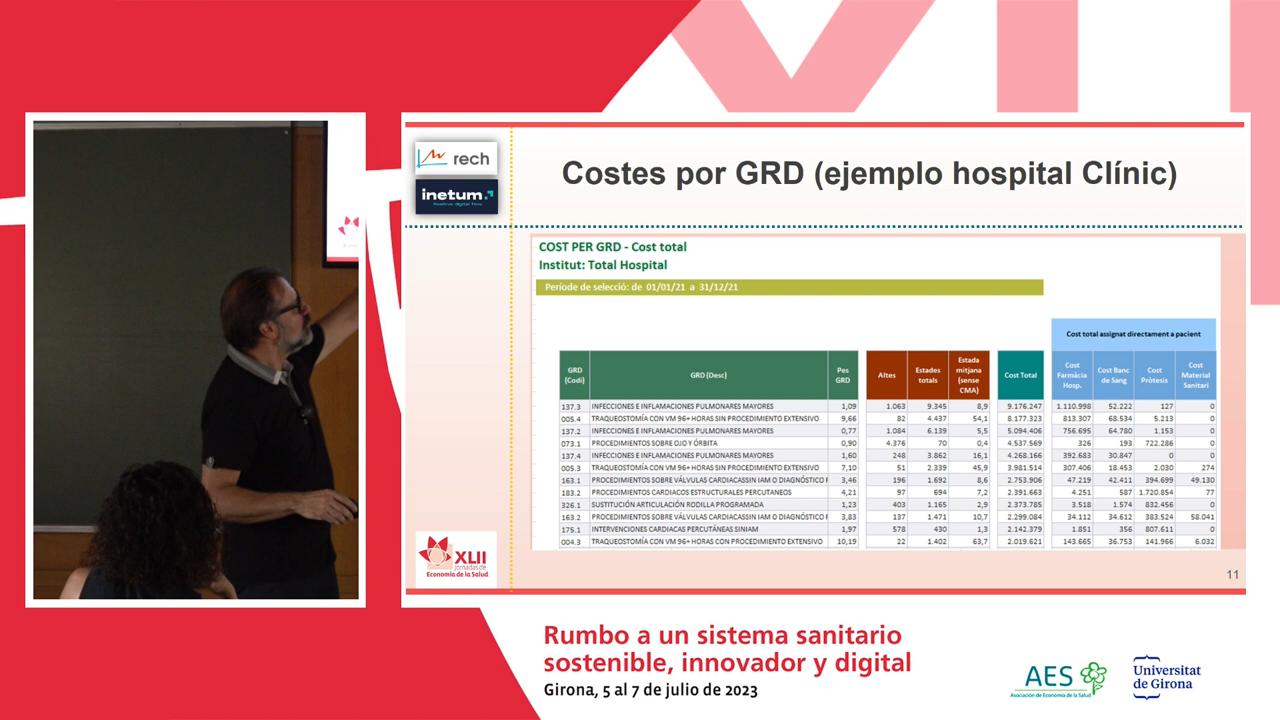 rech
inetum.
Positive digital flow
Costes por GRD (ejemplo hospital Clínic)
COST PER GRD - Cost total
Institut: Total Hospital
Període de selecció: de 01/01/21 a 31/12/21
Cost total assignat directament a pacient
GRD (Codi) GRD (Desc) Pes GRD Altes Estades totals Estada mitjana (sense CMA) Cost Total Cost Farmàcia Hosp. Cost Banc de Sang Cost Pròtesis Cost Material Sanitari
137.3 INFECCIONES E INFLAMACIONES PULMONARES MAYORES 1,09 1.063 9.345 8,9 9.176.247 1.110.998 52.222 127 0
005.4 TRAQUEOSTOMÍA CON VM 96+ HORAS SIN PROCEDIMIENTO EXTENSIVO 9,66 82 4.437 54,1 8.177.323 813.307 68.534 5.213 0
137.2 INFECCIONES E INFLAMACIONES PULMONARES MAYORES 0,77 1.084 6.139 5,5 5.094.406 756.695 64.780 1.153 0
073.1 PROCEDIMIENTOS SOBRE OJO Y ÓRBITA 0,90 4.376 70 0,4 4.537.569 326 193 722.286 0
137.4 INFECCIONES E INFLAMACIONES PULMONARES MAYORES 1,60 248 3.862 16,1 4.268.166 392.683 30.847 0 0
005.3 TRAQUEOSTOMÍA CON VM 96+ HORAS SIN PROCEDIMIENTO EXTENSIVO 7,10 51 2.339 45,9 3.981.514 307.406 18.453 2.030 274
163.1 PROCEDIMIENTOS SOBRE VÁLVULAS CARDIACASSIN IAM O DIAGNÓSTICO F 3,46 196 1.692 8,6 2.753.906 47.219 42.411 394.699 49.130
183.2 PROCEDIMIENTOS CARDIACOS ESTRUCTURALES PERCUTANEOS 4,21 97 694 7,2 2.391.663 4.251 587 1.720.854 77
326.1 SUSTITUCIÓN ARTICULACIÓN RODILLA PROGRAMADA 1,23 403 1.165 2,9 2.373.785 3.518 1.574 832.456 0
163.2 PROCEDIMIENTOS SOBRE VÁLVULAS CARDIACASSIN IAM O DIAGNÓSTICO F 3,83 137 1.471 10,7 2.299.084 34.112 34.612 383.524 58.041
175.1 INTERVENCIONES CARDIACAS PERCUTÁNEAS SINIAM 1,97 578 430 1,3 2.142.379 1.851 356 807.611 0
004.3 TRAQUEOSTOMÍA CON VM 96+ HORAS CON PROCEDIMIENTO EXTENSIVO 10,19 22 1.402 63,7 2.019.621 143.665 36.753 141.966 6.032
XLII
Jornadas de
Economía de la Salud
11
Rumbo a un sistema sanitario
sostenible, innovador y digital
Girona, 5 al 7 de julio de 2023
AES
Asociación de Economía de la Salud
Universitat
de Girona